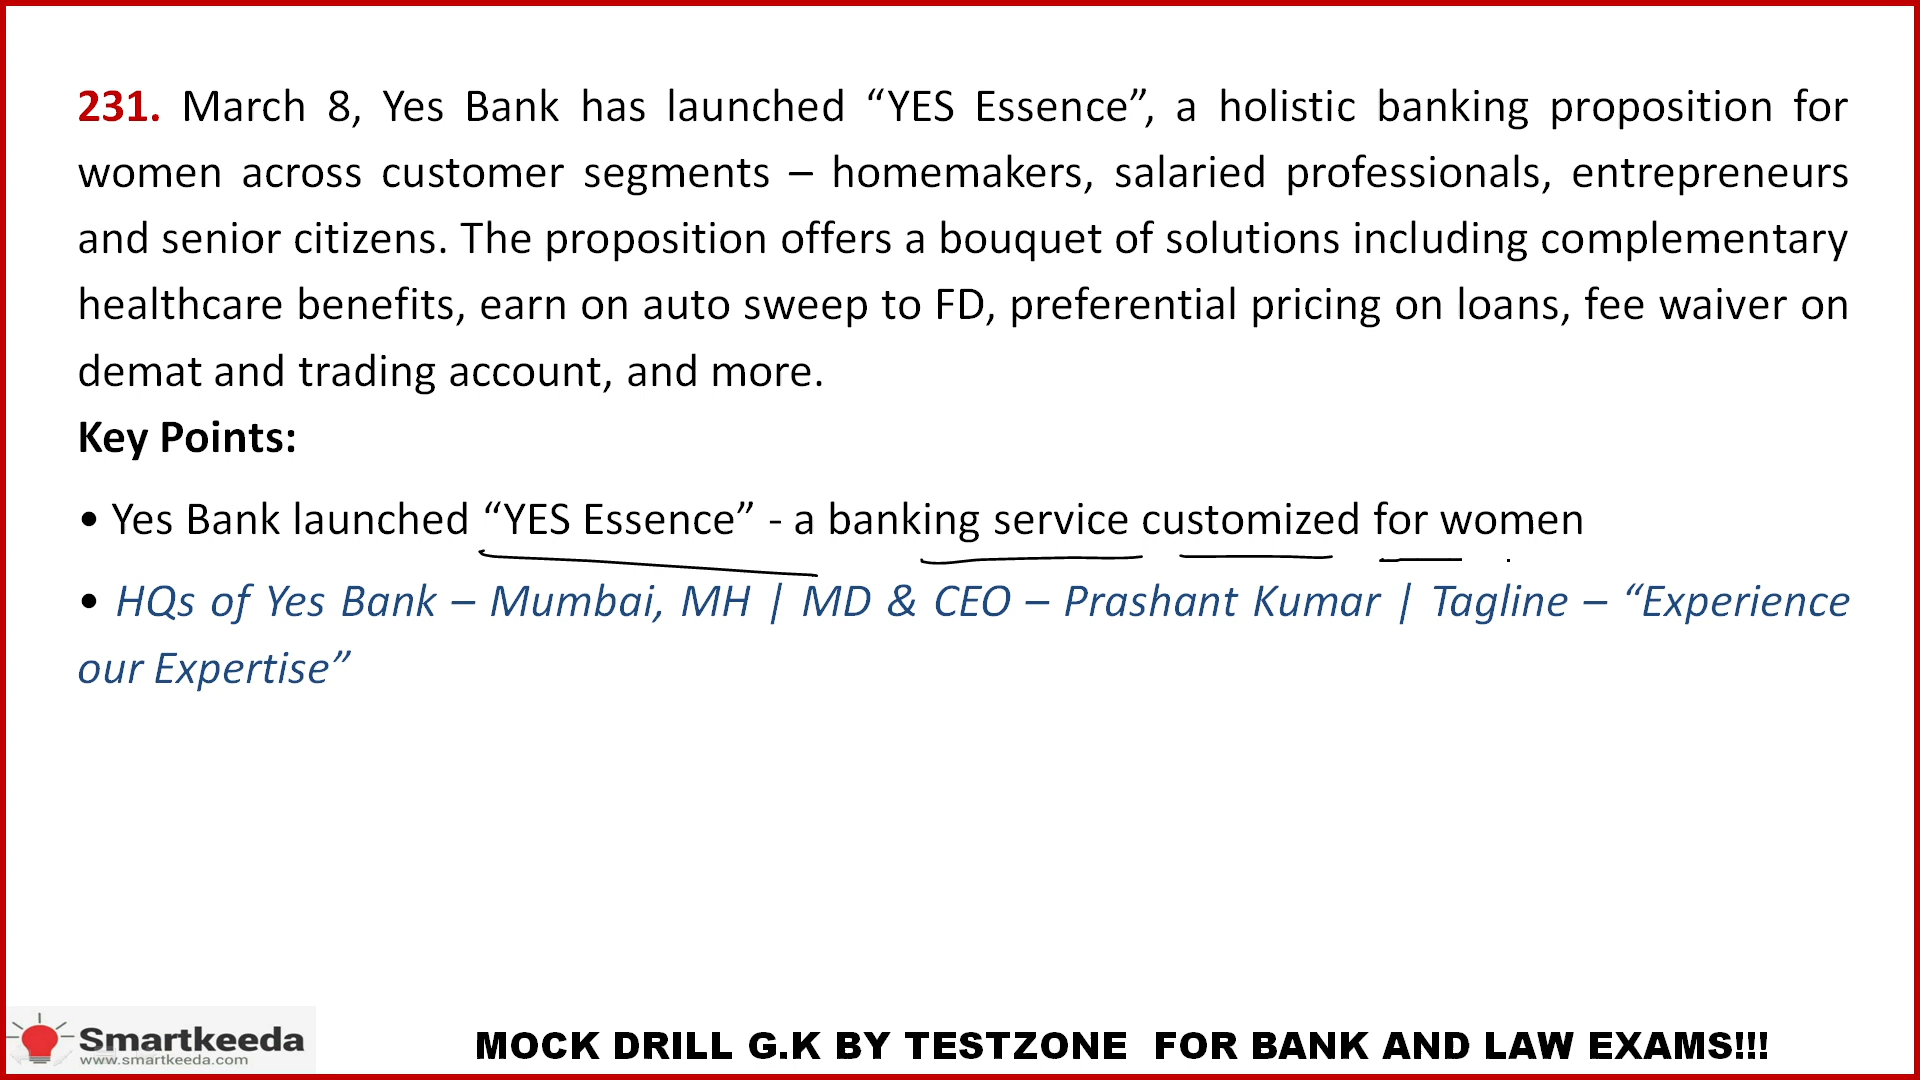 231. March 8, Yes Bank has launched “YES Essence”, a holistic banking proposition for
women across customer segments – homemakers, salaried professionals, entrepreneurs
and senior citizens. The proposition offers a bouquet of solutions including complementary
healthcare benefits, earn on auto sweep to FD, preferential pricing on loans, fee waiver on
demat and trading account, and more.
Key Points:
• Yes Bank launched “YES Essence” - a banking service customized for women
• HQs of Yes Bank – Mumbai, MH | MD & CEO – Prashant Kumar | Tagline – “Experience
our Expertise”
Smartkeeda
www.smartkeeda.com
MOCK DRILL G.K BY TESTZONE FOR BANK AND LAW EXAMS!!!